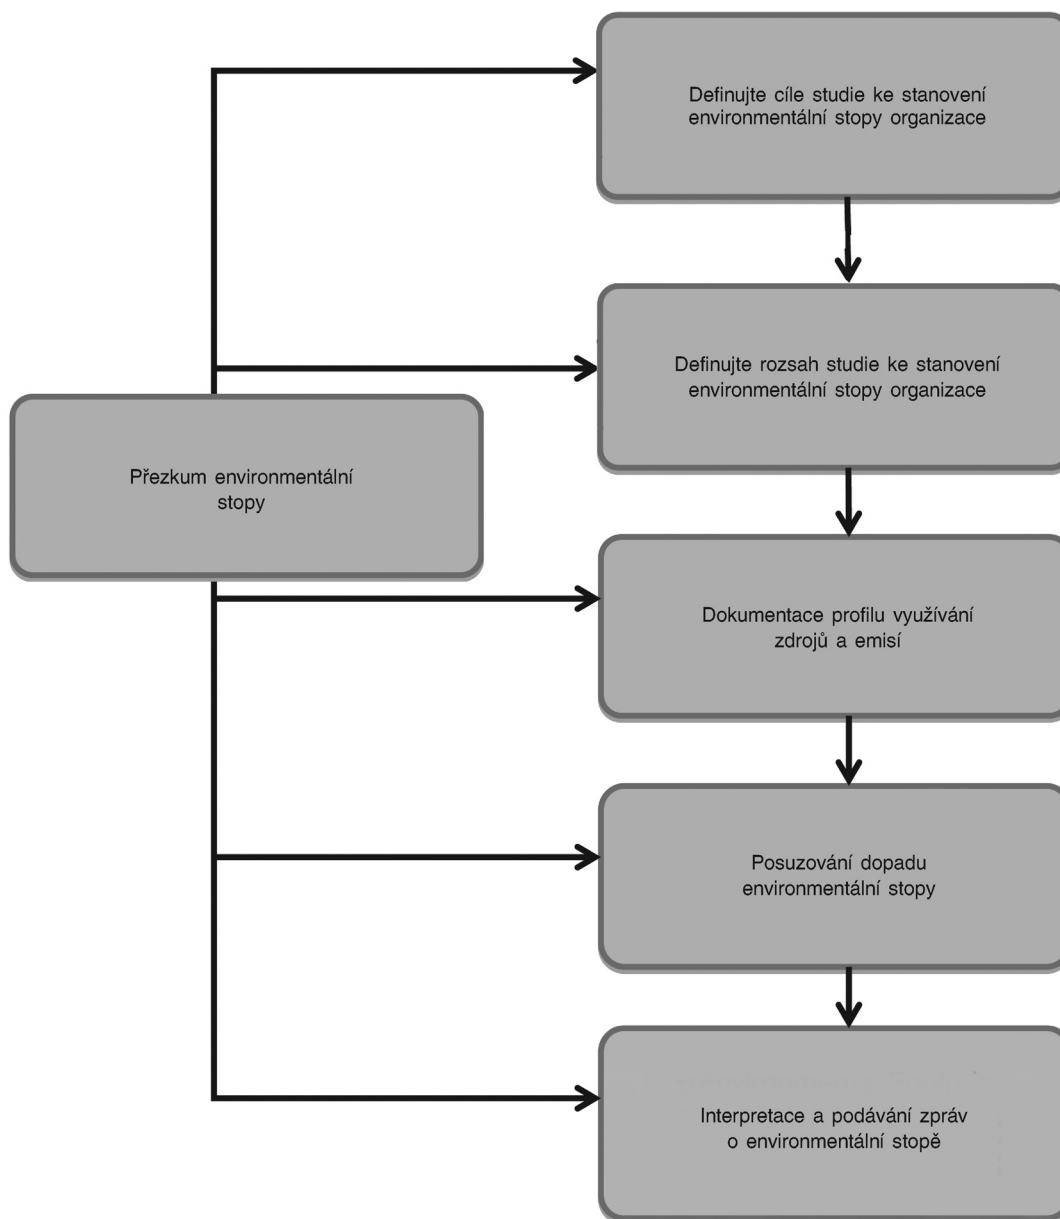 Definujte cíle studie ke stanovení
environmentální stopy organizace
Definujte rozsah studie ke stanovení
environmentální stopy organizace
Přezkum environmentální
stopy
Dokumentace profilu využívání
zdrojů a emisí
Posuzování dopadu
environmentální stopy
Interpretace a podávání zpráv
o environmentální stopě